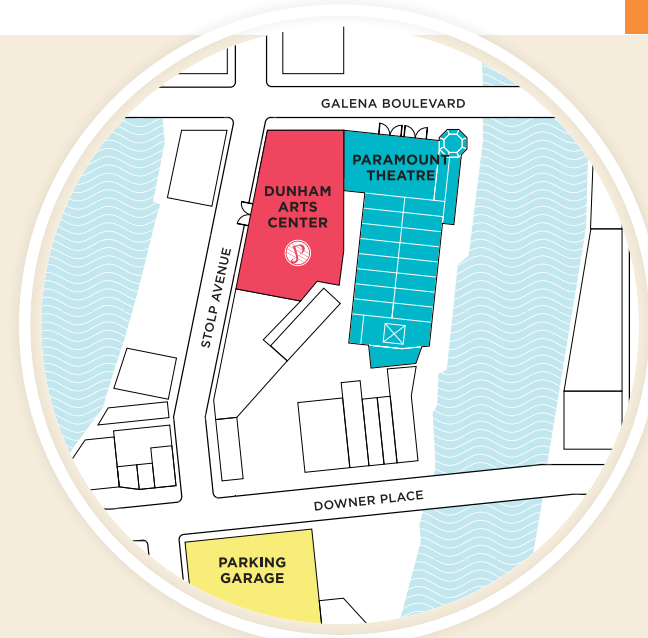 GALENA BOULEVARD
PARAMOUNT
THEATRE
DUNHAM
ARTS
CENTER
P
STOLP AVENUE
DOWNER PLACE
PARKING
GARAGE